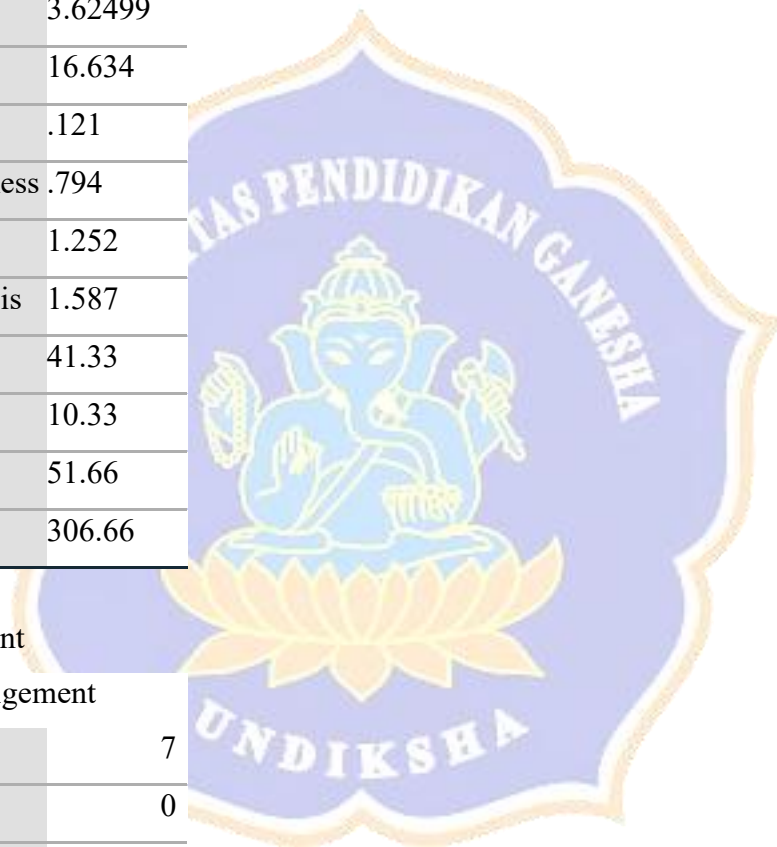 3.62499
16.634
.121
ess .794
1.252
is 1.587
41.33
10.33
51.66
306.66
nt
gement
7
0
TAS PENDIDIKAN GANESHA
UNDIKSHA